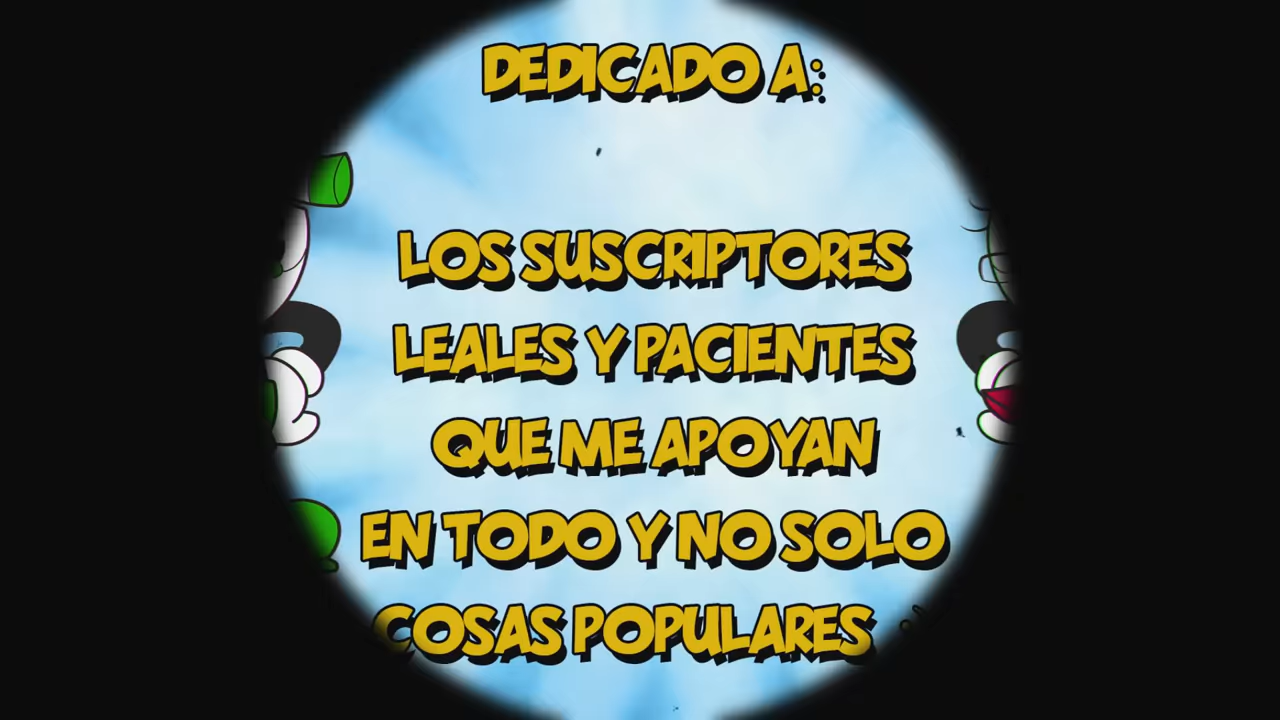 DEDICADO A:
LOS SUSCRIPTORES
LEALES Y PACIENTES
QUE ME APOYAN
EN TODO Y NO SOLO
COSAS POPULARES :)